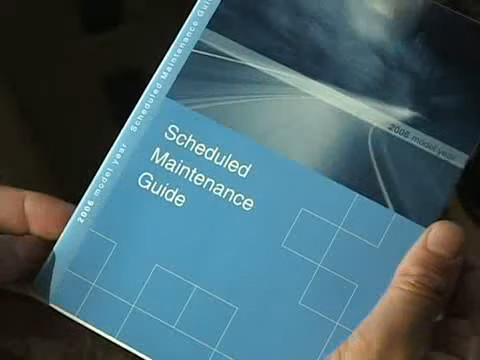 2006 model year
Scheduled
Maintenance
Guide
2006 model year Scheduled Maintenance Guide